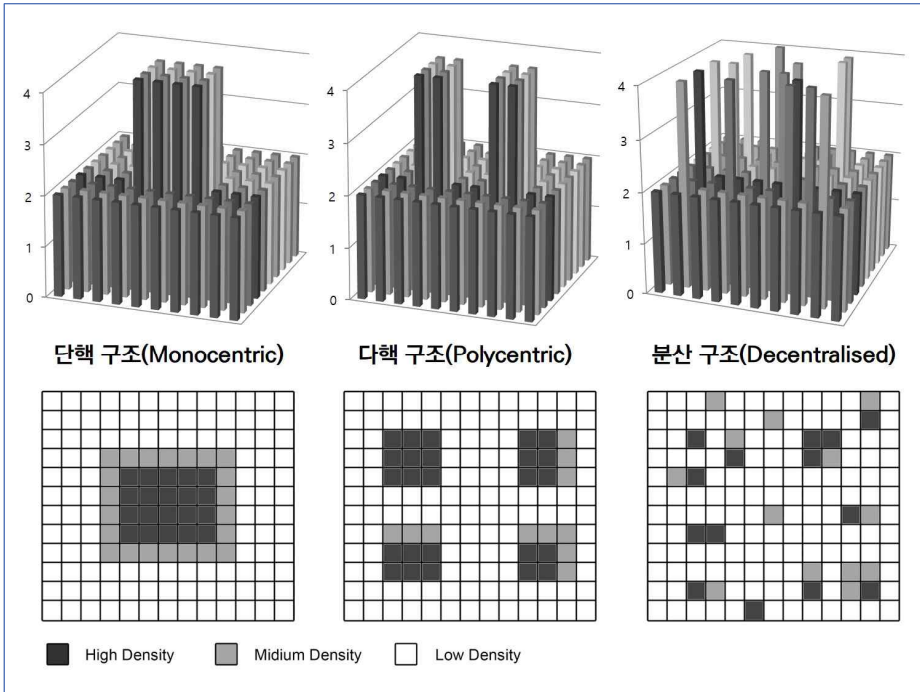 4
3
2
1
0
4
3
2
1
0
4
3
2
1
0
단핵 구조(Monocentric)
다핵 구조(Polycentric)
분산 구조(Decentralised)
High Density
Midium Density
Low Density